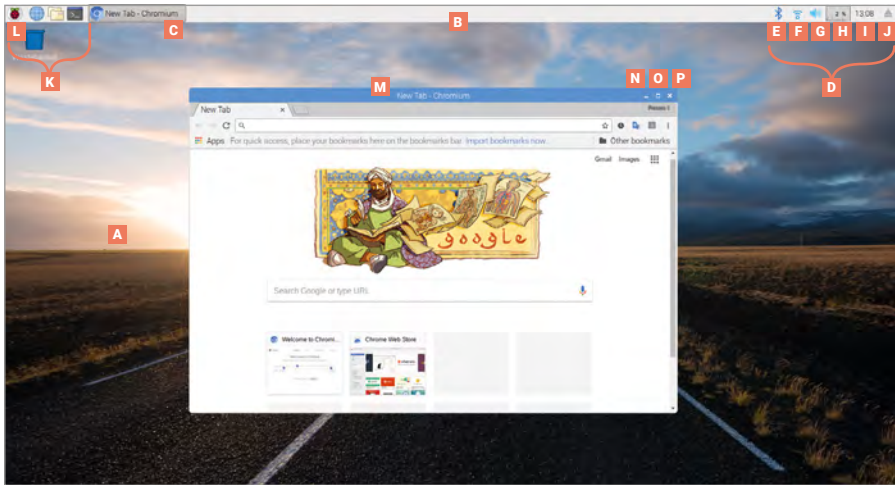 New Tab - Chromium
2 %
13:08
L
C
B
E
F
G
H
I
J
K
D
M
N
O
P
New Tab - Chromium
New Tab
Apps For quick access, place your bookmarks here on the bookmarks bar. Import bookmarks now...
Other bookmarks
Gmail Images
A
google
Search Google or type URL
Welcome to Chromi...
Chrome Web Store